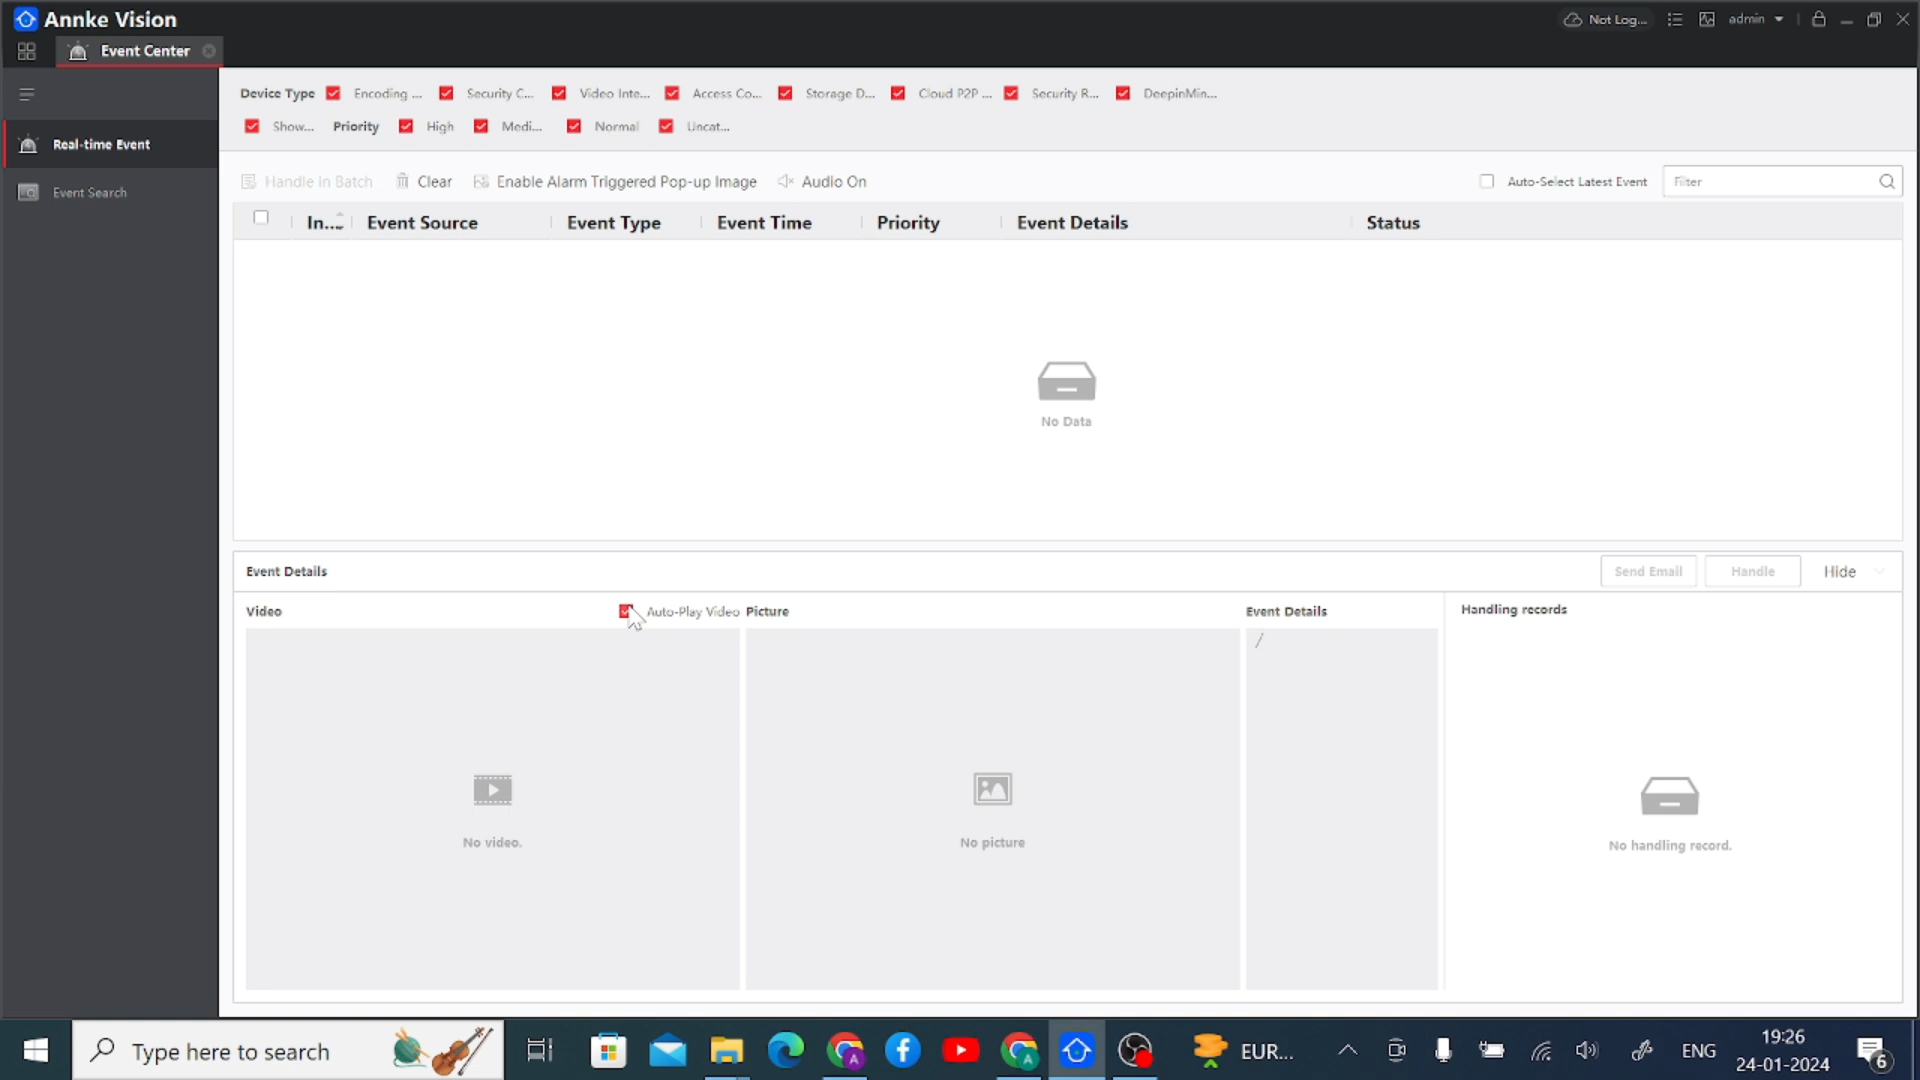 Annke Vision
Not Log...
admin
Event Center
Real-time Event
Event Search
Device Type Encoding ... Security C... Video Inte... Access Co... Storage D... Cloud P2P ... Security R... DeepinMin...
Show... Priority High Medi... Normal Uncat...
Handle in Batch Clear Enable Alarm Triggered Pop-up Image Audio On Auto-Select Latest Event Filter
In... Event Source Event Type Event Time Priority Event Details Status
No Data
Event Details Send Email Handle Hide
Video Auto-Play Video Picture Event Details Handling records
/
No video. No picture No handling record.
Type here to search
EUR...
ENG
19:26
24-01-2024
6